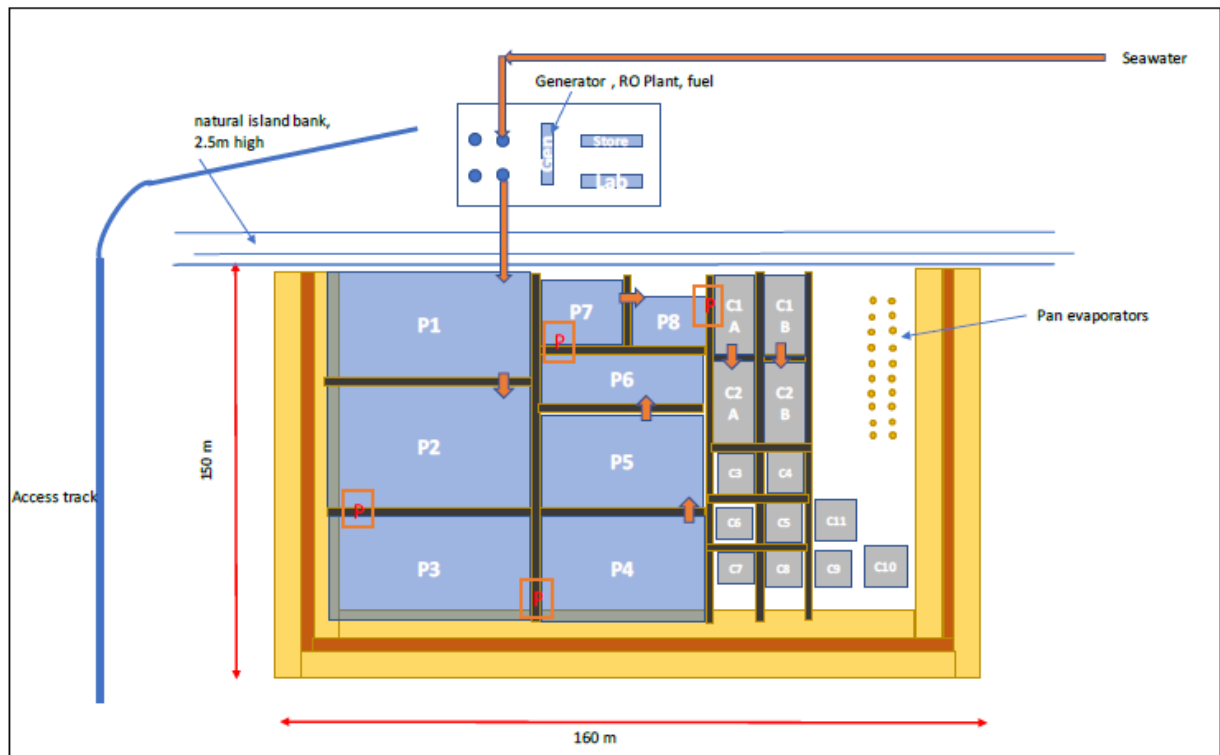 Seawater
Generator , RO Plant, fuel
natural island bank,
2.5m high
Gen
Store
Lab
P1
P7
P8
P
C1
A
C1
B
Pan evaporators
P
P6
P2
C2
A
C2
B
150 m
P5
C3
C4
Access track
P
C6
C5
C11
P3
P4
C7
C8
C9
C10
P
160 m